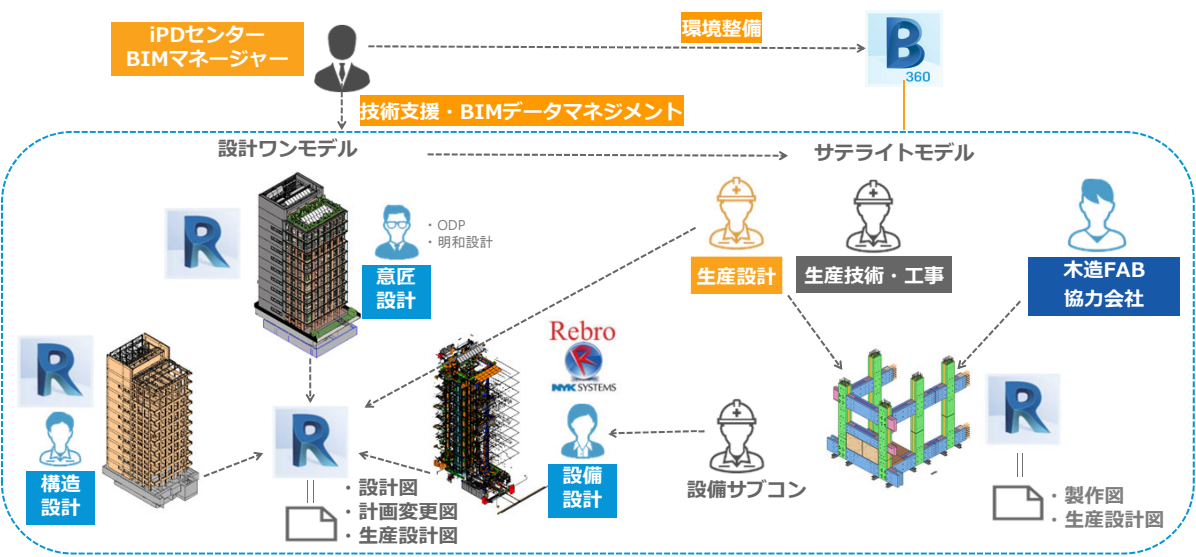 iPDセンター
BIMマネージャー
環境整備
B
360
技術支援・BIMデータマネジメント
設計ワンモデル
サテライトモデル
R
・ODP
・明和設計
意匠
設計
生産設計
生産技術・工事
木造FAB
協力会社
R
構造
設計
R
・設計図
・計画変更図
・生産設計図
Rebro
R
NYK SYSTEMS
設備
設計
設備サブコン
R
・製作図
・生産設計図